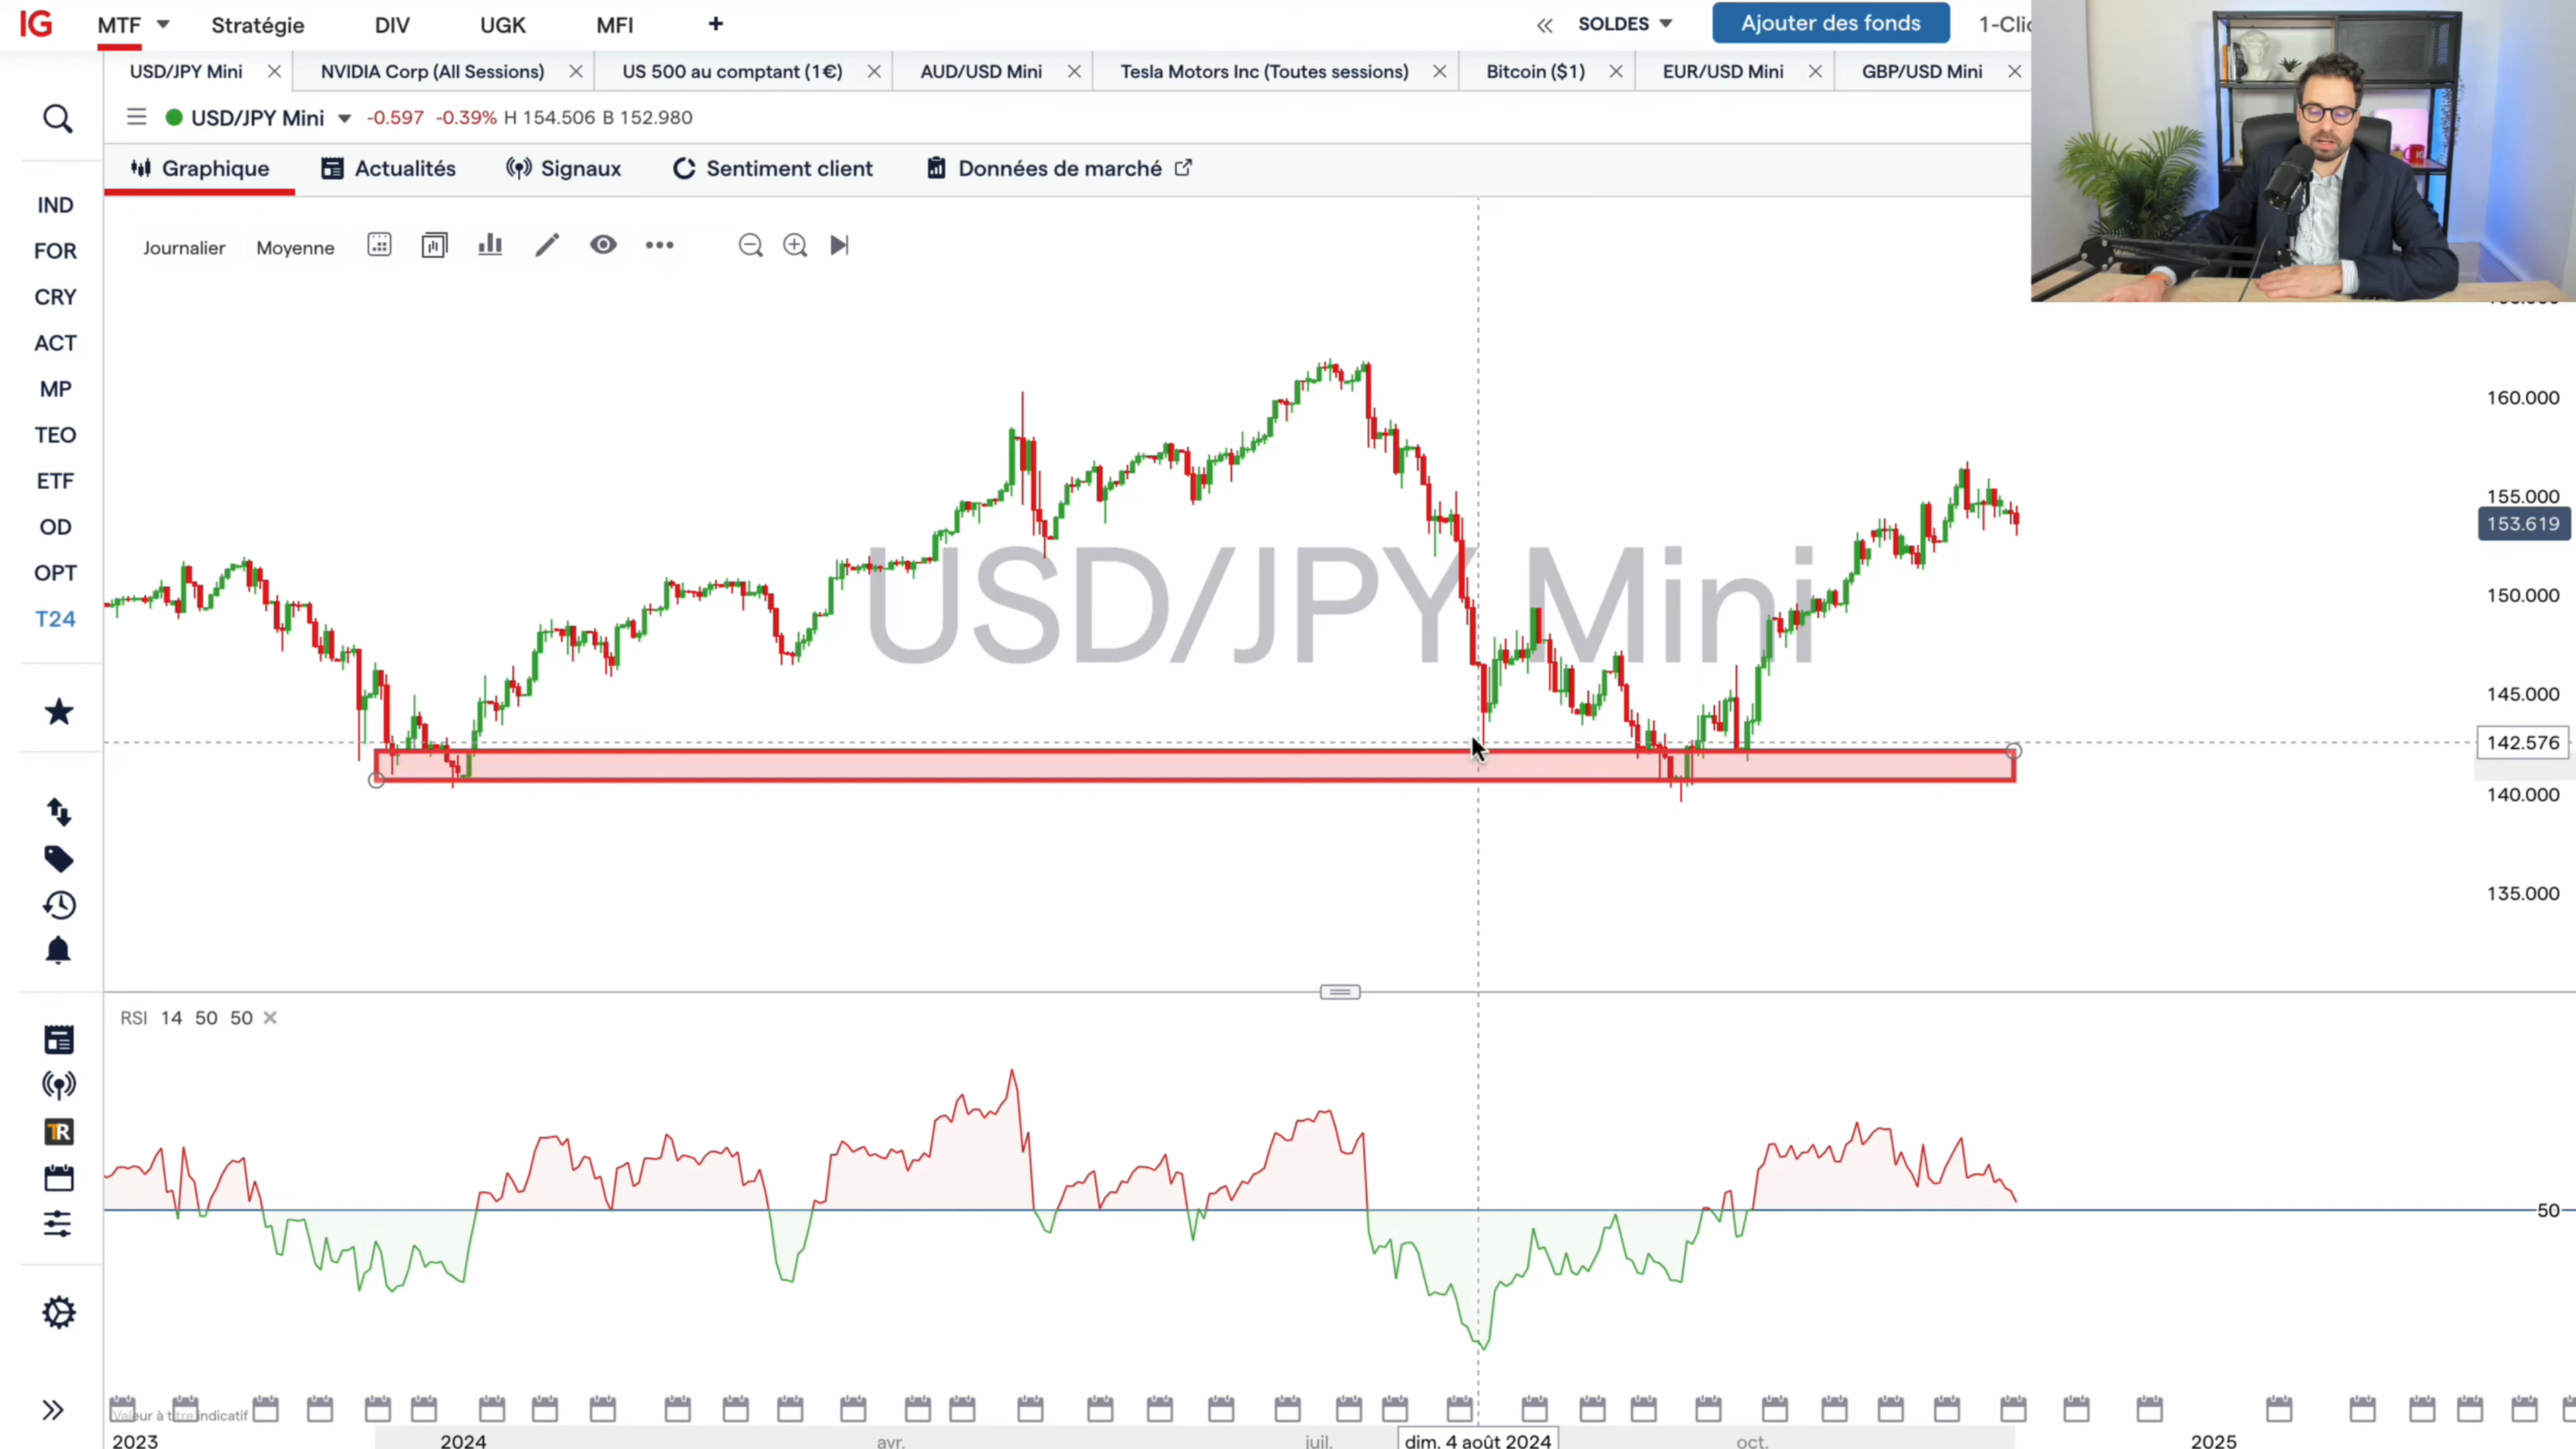 IG MTF Stratégie DIV UGK MFI + SOLDES Ajouter des fonds
USD/JPY Mini NVIDIA Corp (All Sessions) US 500 au comptant (1€) AUD/USD Mini Tesla Motors Inc (Toutes sessions) Bitcoin ($1) EUR/USD Mini GBP/USD Mini
USD/JPY Mini -0.597 -0.39% H 154.506 B 152.980
Graphique Actualités Signaux Sentiment client Données de marché
Journalier Moyenne
IND
FOR
CRY
ACT
MP
TEO
ETF
OD
OPT
T24
USD/JPY Mini
160.000
155.000
153.619
150.000
145.000
142.576
140.000
135.000
RSI 14 50 50
50
TR
Valeur à titre indicatif
2023 2024 avr. juil. dim. 4 août 2024 oct. 2025